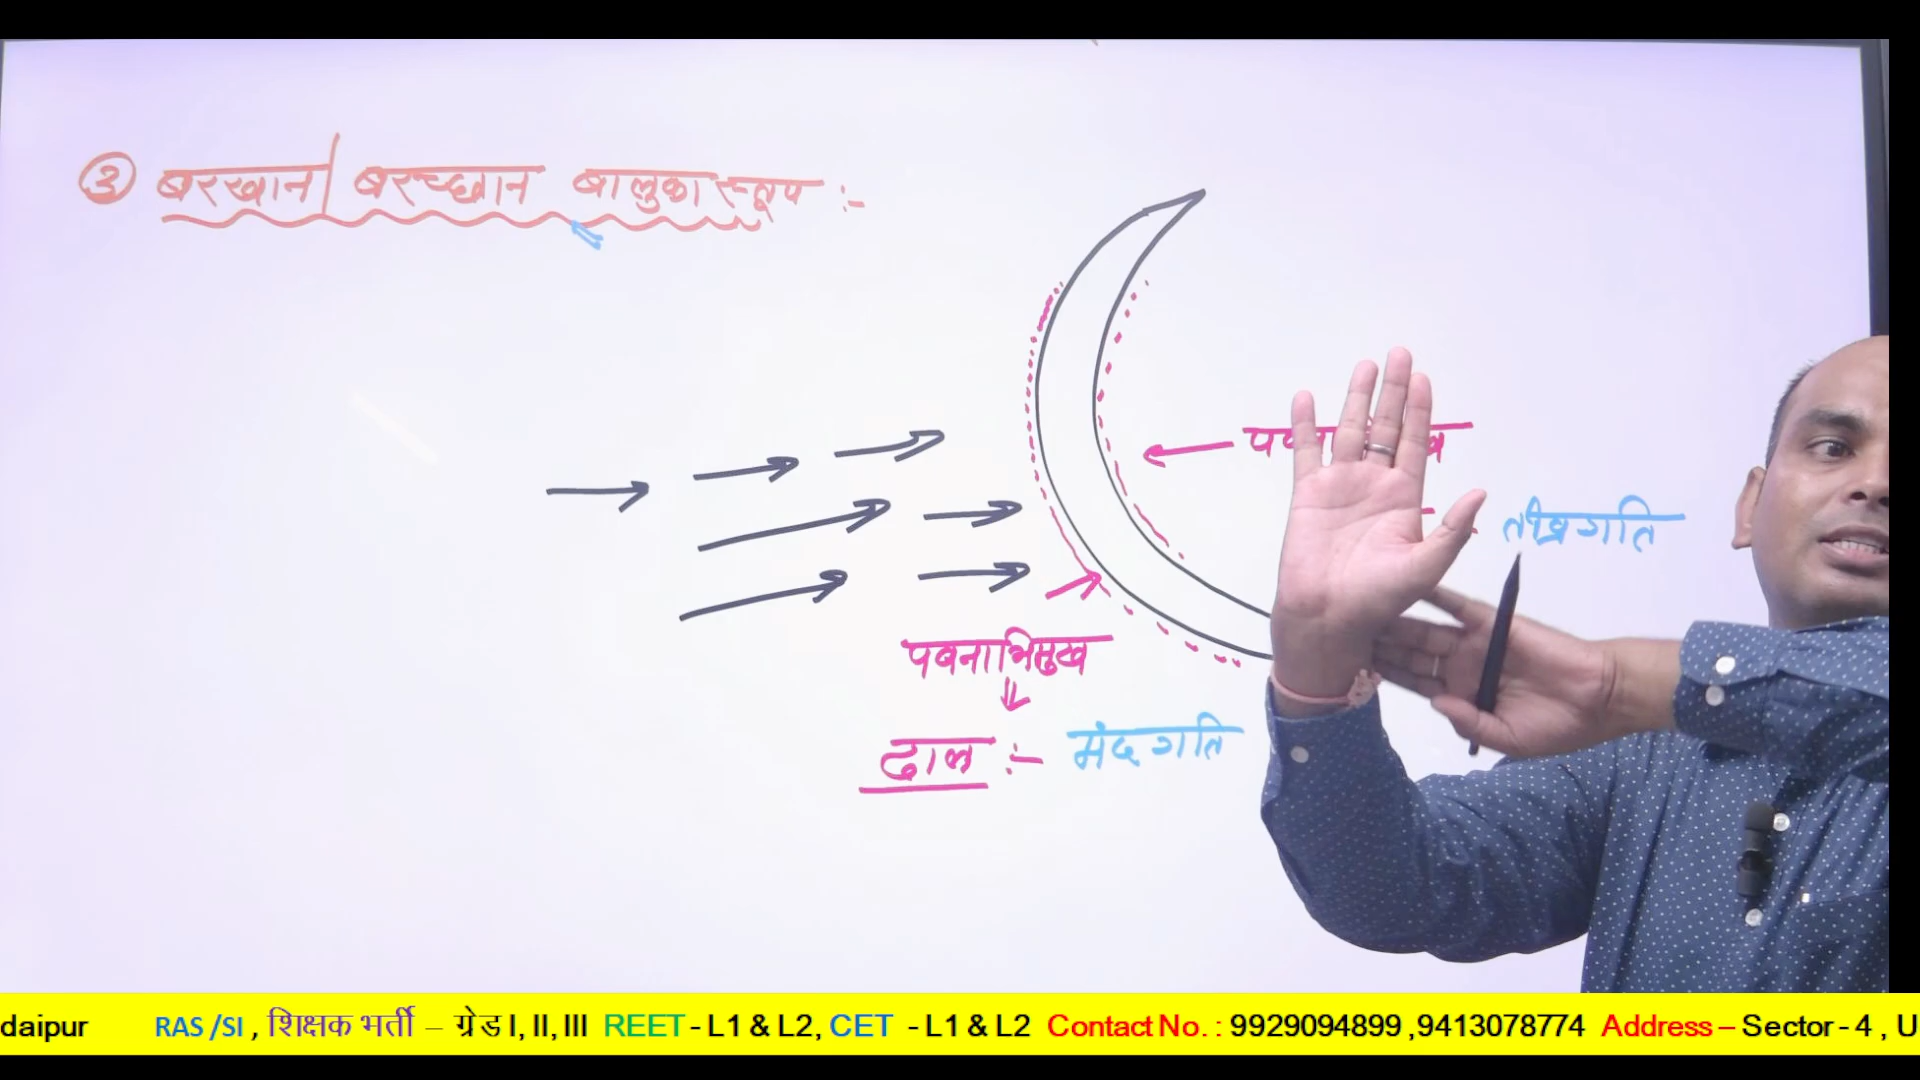 ③ बरखान/ बरच्छान बालुका स्तूप :-
तीव्रगति
पवनाभिमुख
ढाल :- मंदगति
daipur RAS /SI , शिक्षक भर्ती – ग्रेड I, II, III REET - L1 & L2, CET - L1 & L2 Contact No. : 9929094899 ,9413078774 Address – Sector - 4 , U